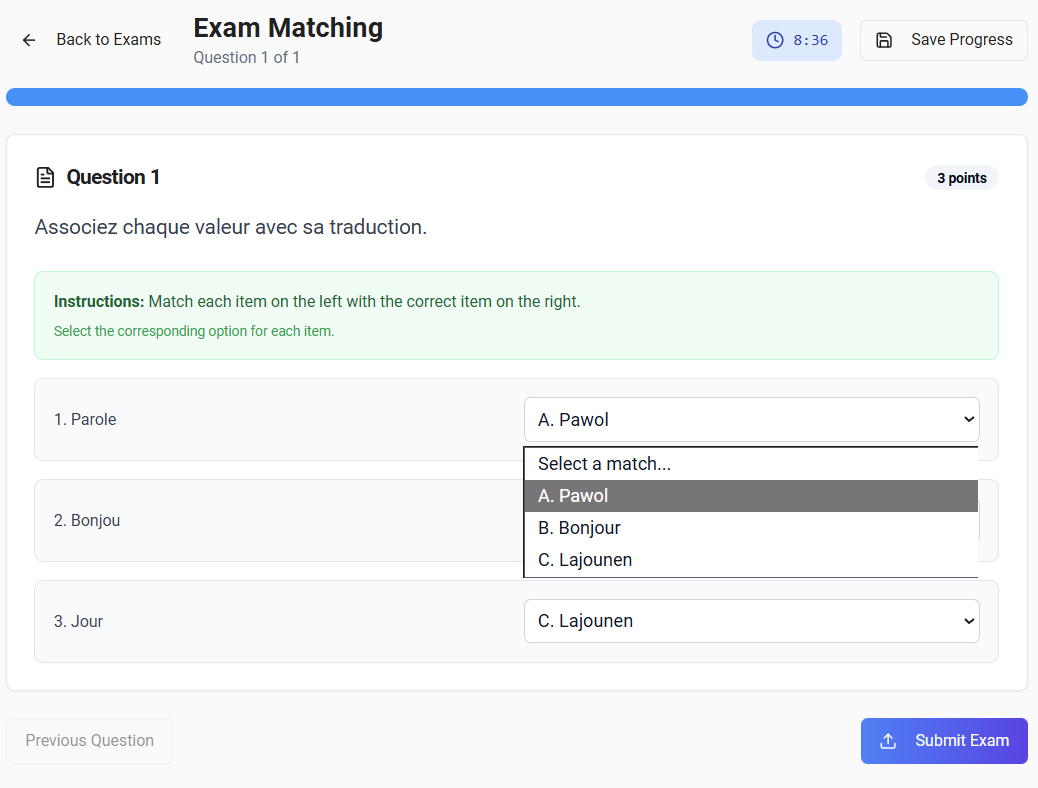 Back to Exams
Exam Matching
Question 1 of 1
8:36
Save Progress
Question 1
3 points
Associez chaque valeur avec sa traduction.
Instructions: Match each item on the left with the correct item on the right.
Select the corresponding option for each item.
1. Parole
A. Pawol
Select a match...
A. Pawol
B. Bonjour
C. Lajounen
2. Bonjou
3. Jour
C. Lajounen
Previous Question
Submit Exam